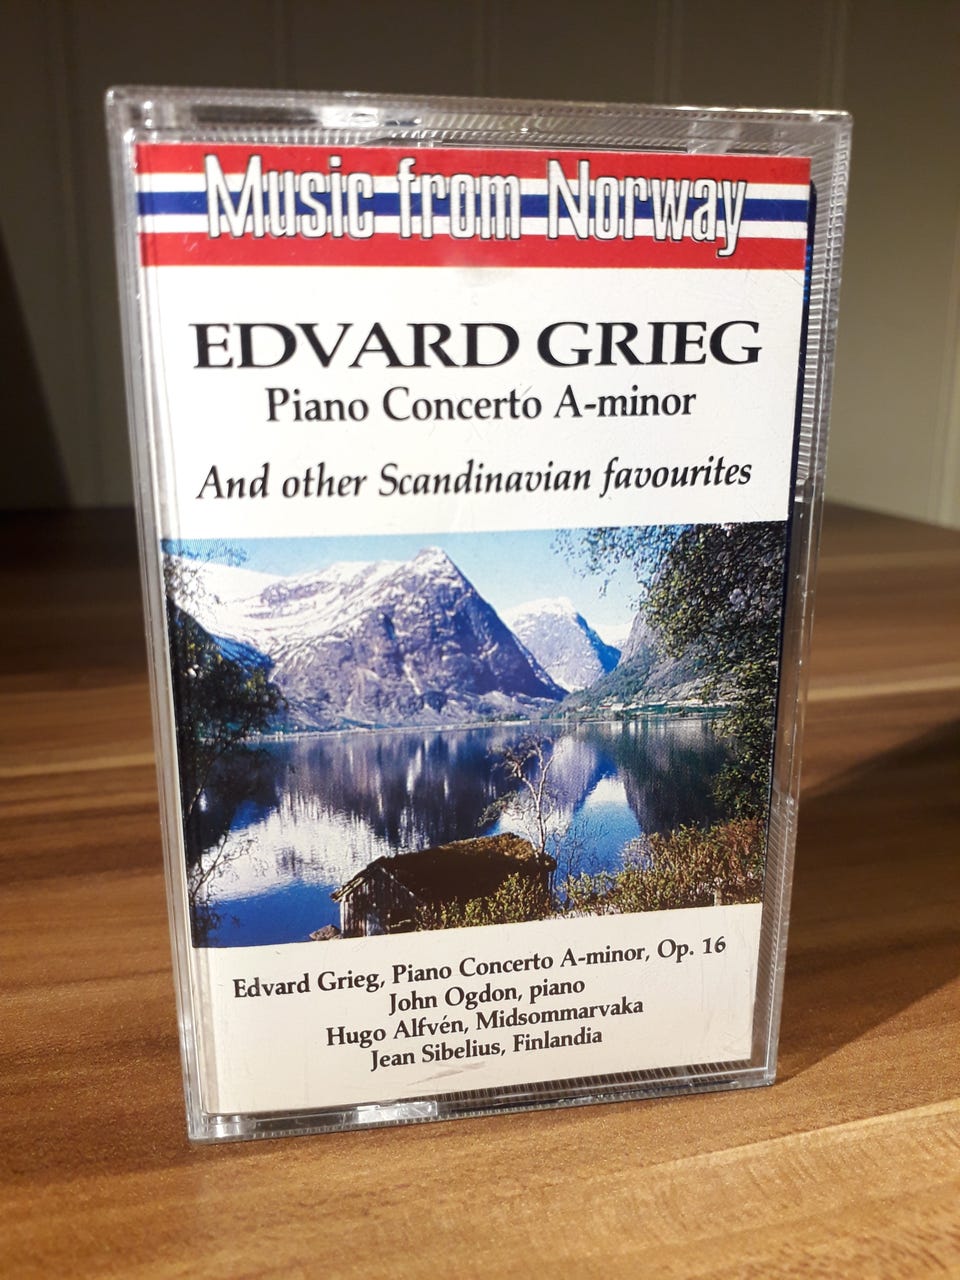 Music from Norway
EDVARD GRIEG
Piano Concerto A-minor
And other Scandinavian favourites
Edvard Grieg, Piano Concerto A-minor, Op. 16
John Ogdon, piano
Hugo Alfvén, Midsommarvaka
Jean Sibelius, Finlandia